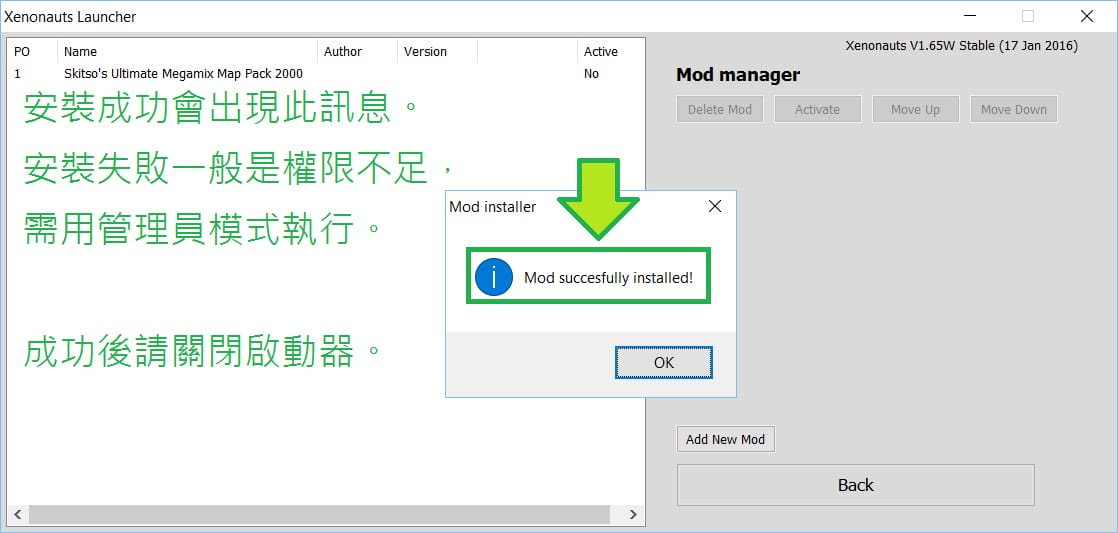 Xenonauts Launcher
Xenonauts V1.65W Stable (17 Jan 2016)
PO Name Author Version Active
1 Skitso's Ultimate Megamix Map Pack 2000 No
Mod manager
Delete Mod Activate Move Up Move Down
安裝成功會出現此訊息。
安裝失敗一般是權限不足，
需用管理員模式執行。
成功後請關閉啟動器。
Mod installer
Mod succesfully installed!
OK
Add New Mod
Back